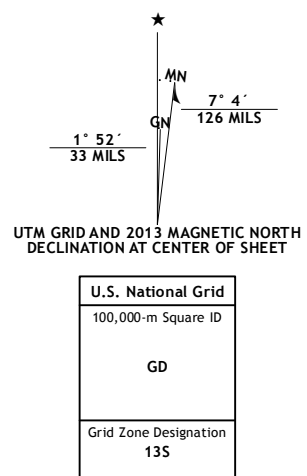 ★
MN
GN
7° 4´
126 MILS
1° 52´
33 MILS
UTM GRID AND 2013 MAGNETIC NORTH
DECLINATION AT CENTER OF SHEET
U.S. National Grid
100,000-m Square ID
GD
Grid Zone Designation
13S